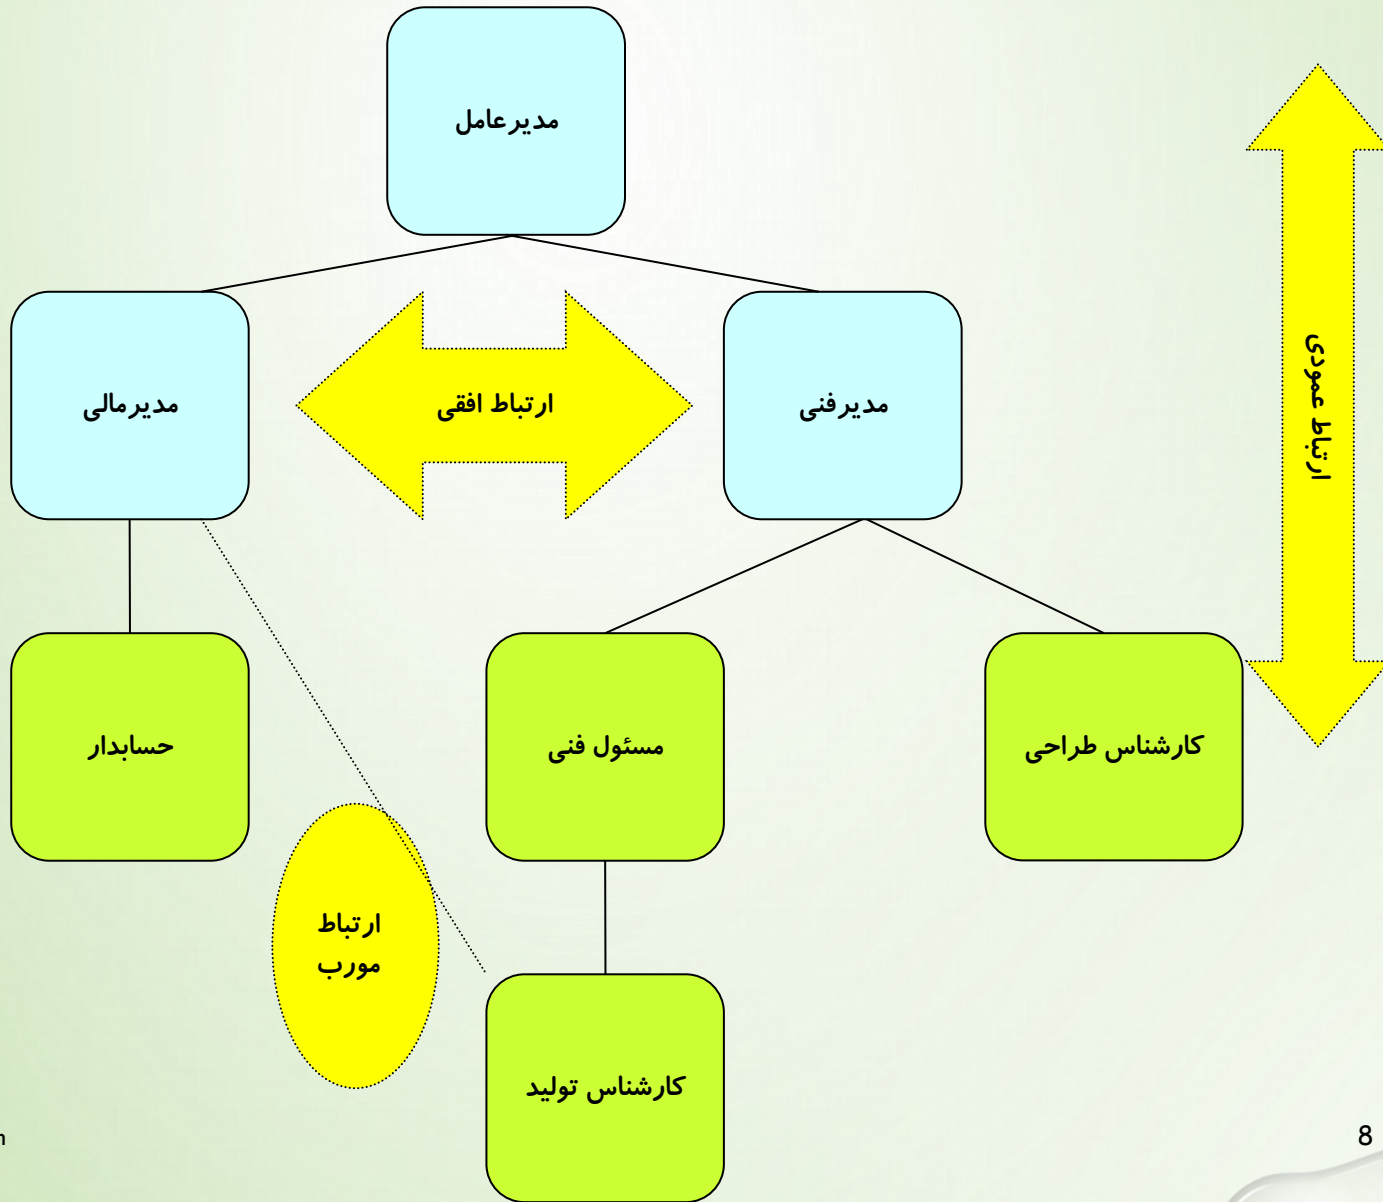 مدیرعامل
مدیرفنی
ارتباط افقی
مدیرمالی
ارتباط عمودی
کارشناس طراحی
مسئول فنی
حسابدار
ارتباط
مورب
کارشناس تولید
8